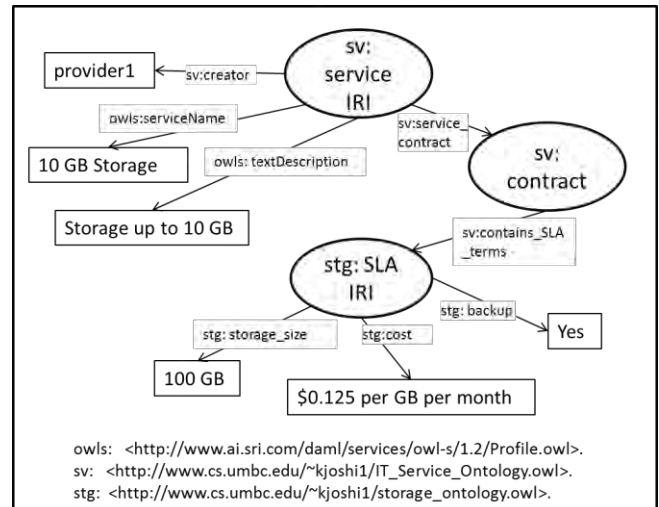 sv:
service
IRI
provider1
sv:creator
owls:serviceName
10 GB Storage
owls: textDescription
Storage up to 10 GB
sv:service_
contract
sv:
contract
sv:contains_SLA
_terms
stg: SLA
IRI
stg: storage_size
100 GB
stg:cost
$0.125 per GB per month
stg: backup
Yes
owls: <http://www.ai.sri.com/daml/services/owl-s/1.2/Profile.owl>.
sv: <http://www.cs.umbc.edu/~kjoshi1/IT_Service_Ontology.owl>.
stg: <http://www.cs.umbc.edu/~kjoshi1/storage_ontology.owl>.